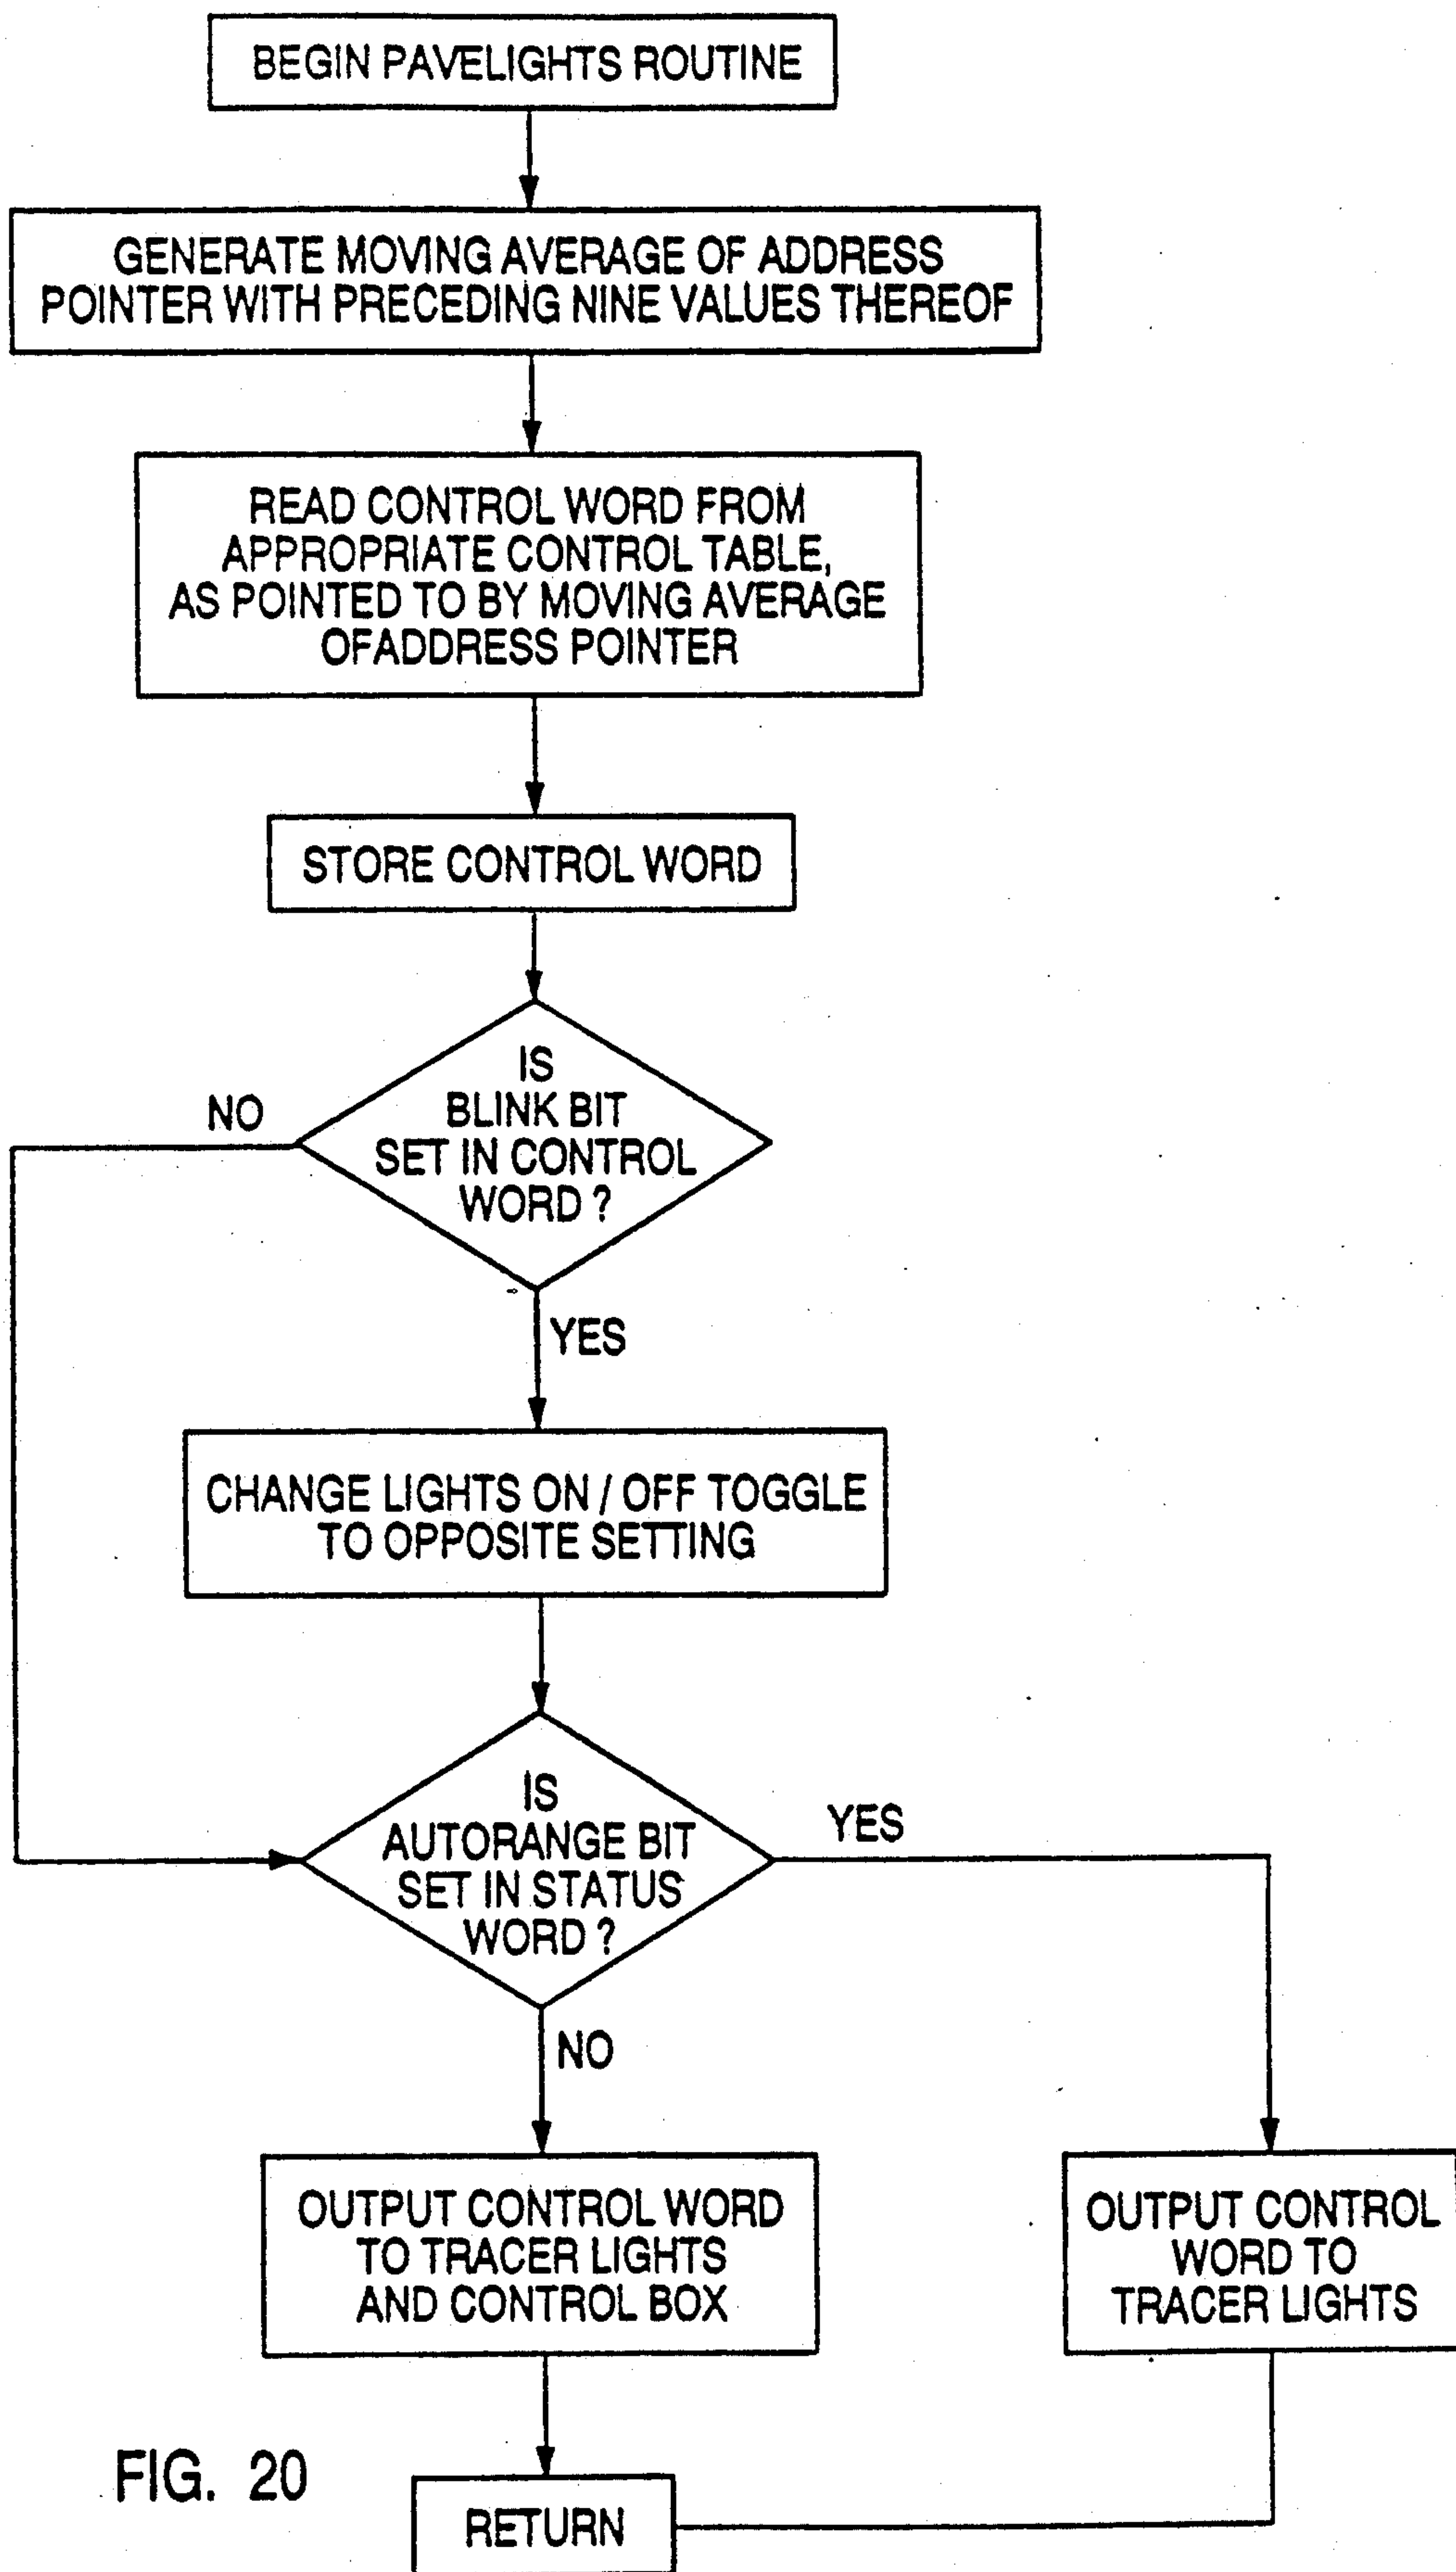 BEGIN PAVELIGHTS ROUTINE
GENERATE MOVING AVERAGE OF ADDRESS
POINTER WITH PRECEDING NINE VALUES THEREOF
READ CONTROL WORD FROM
APPROPRIATE CONTROL TABLE,
AS POINTED TO BY MOVING AVERAGE
OFADDRESS POINTER
STORE CONTROL WORD
IS
BLINK BIT
SET IN CONTROL
WORD ?
NO
YES
CHANGE LIGHTS ON / OFF TOGGLE
TO OPPOSITE SETTING
IS
AUTORANGE BIT
SET IN STATUS
WORD ?
YES
NO
OUTPUT CONTROL WORD
TO TRACER LIGHTS
AND CONTROL BOX
OUTPUT CONTROL
WORD TO
TRACER LIGHTS
RETURN
FIG. 20